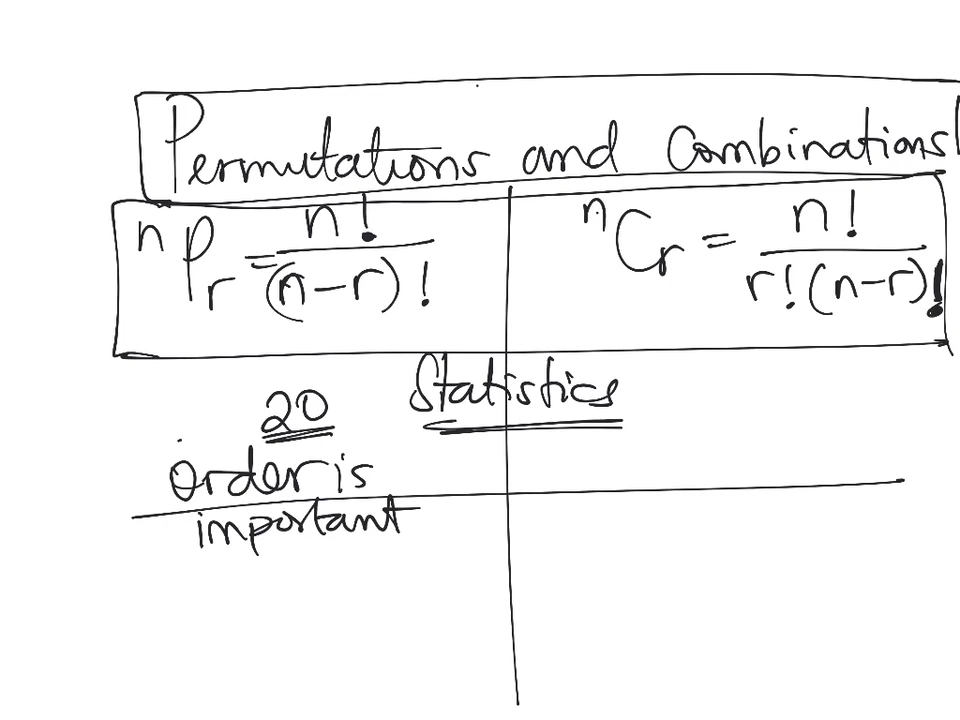 Permutations and Combinations
nPr = n! / (n-r)!
nCr = n! / r!(n-r)!
Statistics
20
order is
important